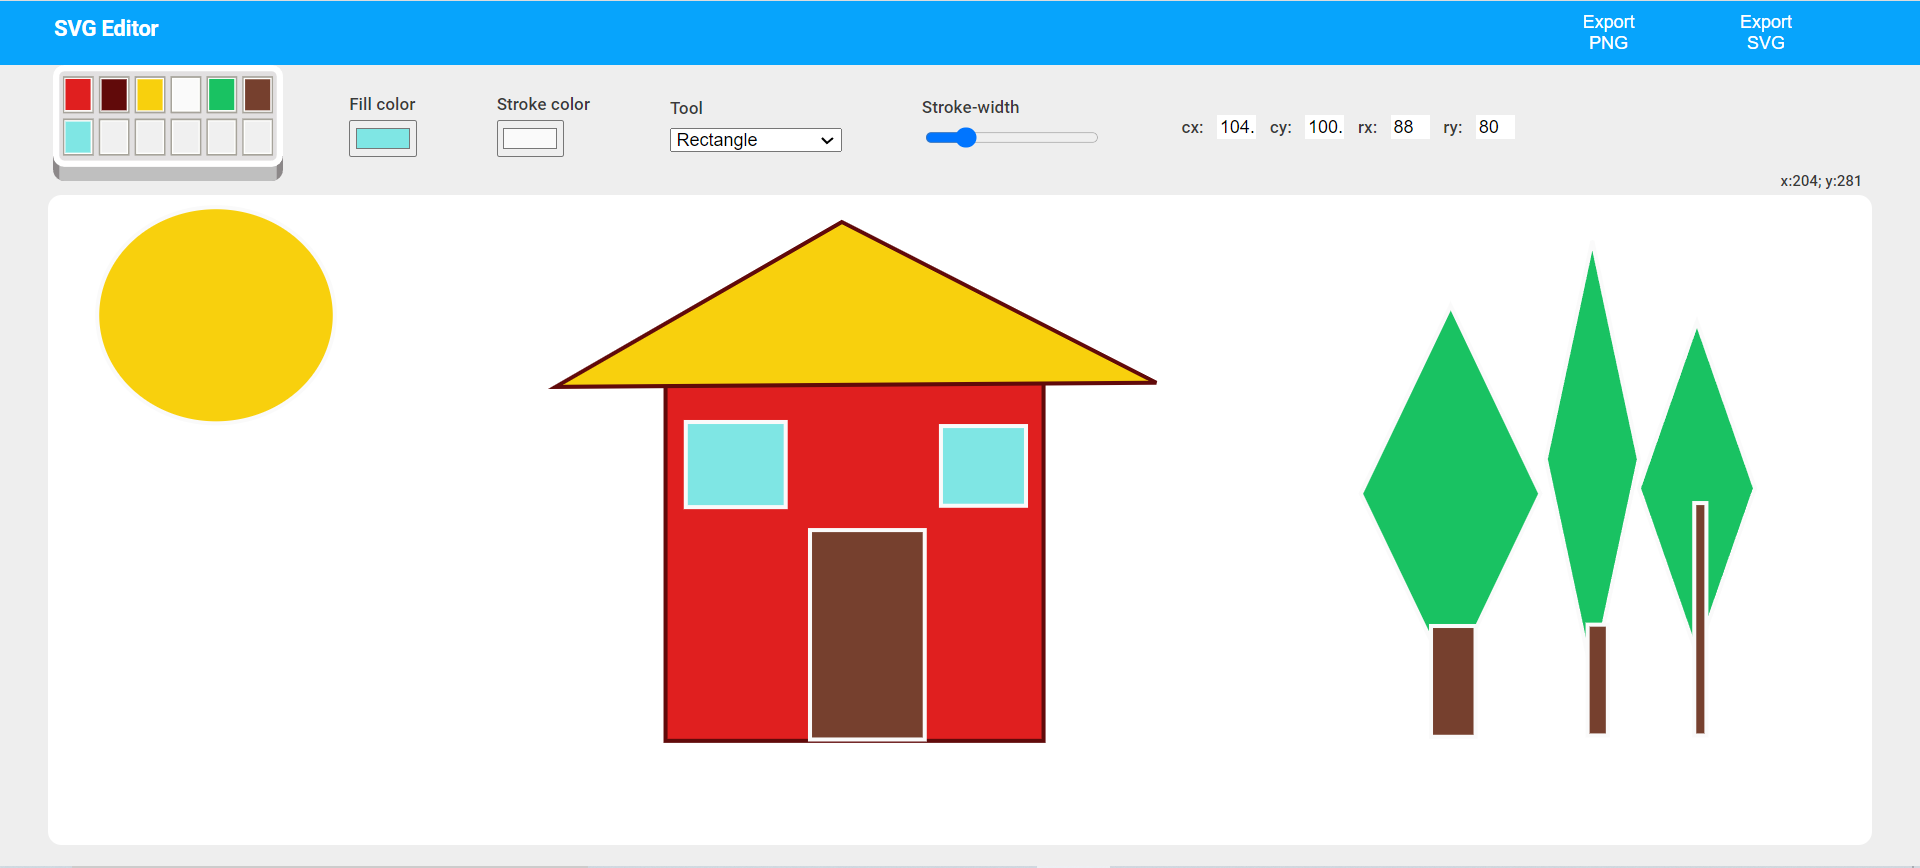 SVG Editor
Export
PNG
Export
SVG
Fill color
Stroke color
Tool
Rectangle
Stroke-width
cx: 104. cy: 100. rx: 88 ry: 80
x:204; y:281